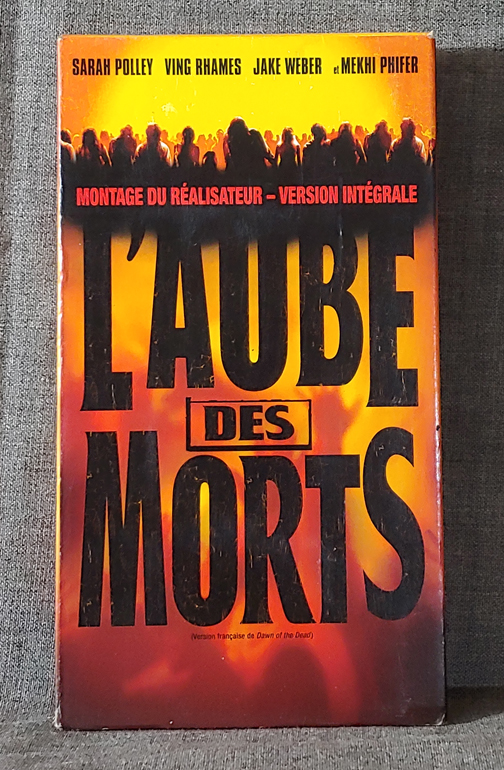 SARAH POLLEY VING RHAMES JAKE WEBER et MEKHI PHIFER
MONTAGE DU RÉALISATEUR – VERSION INTÉGRALE
L'AUBE
DES
MORTS
(Version française de Dawn of the Dead)